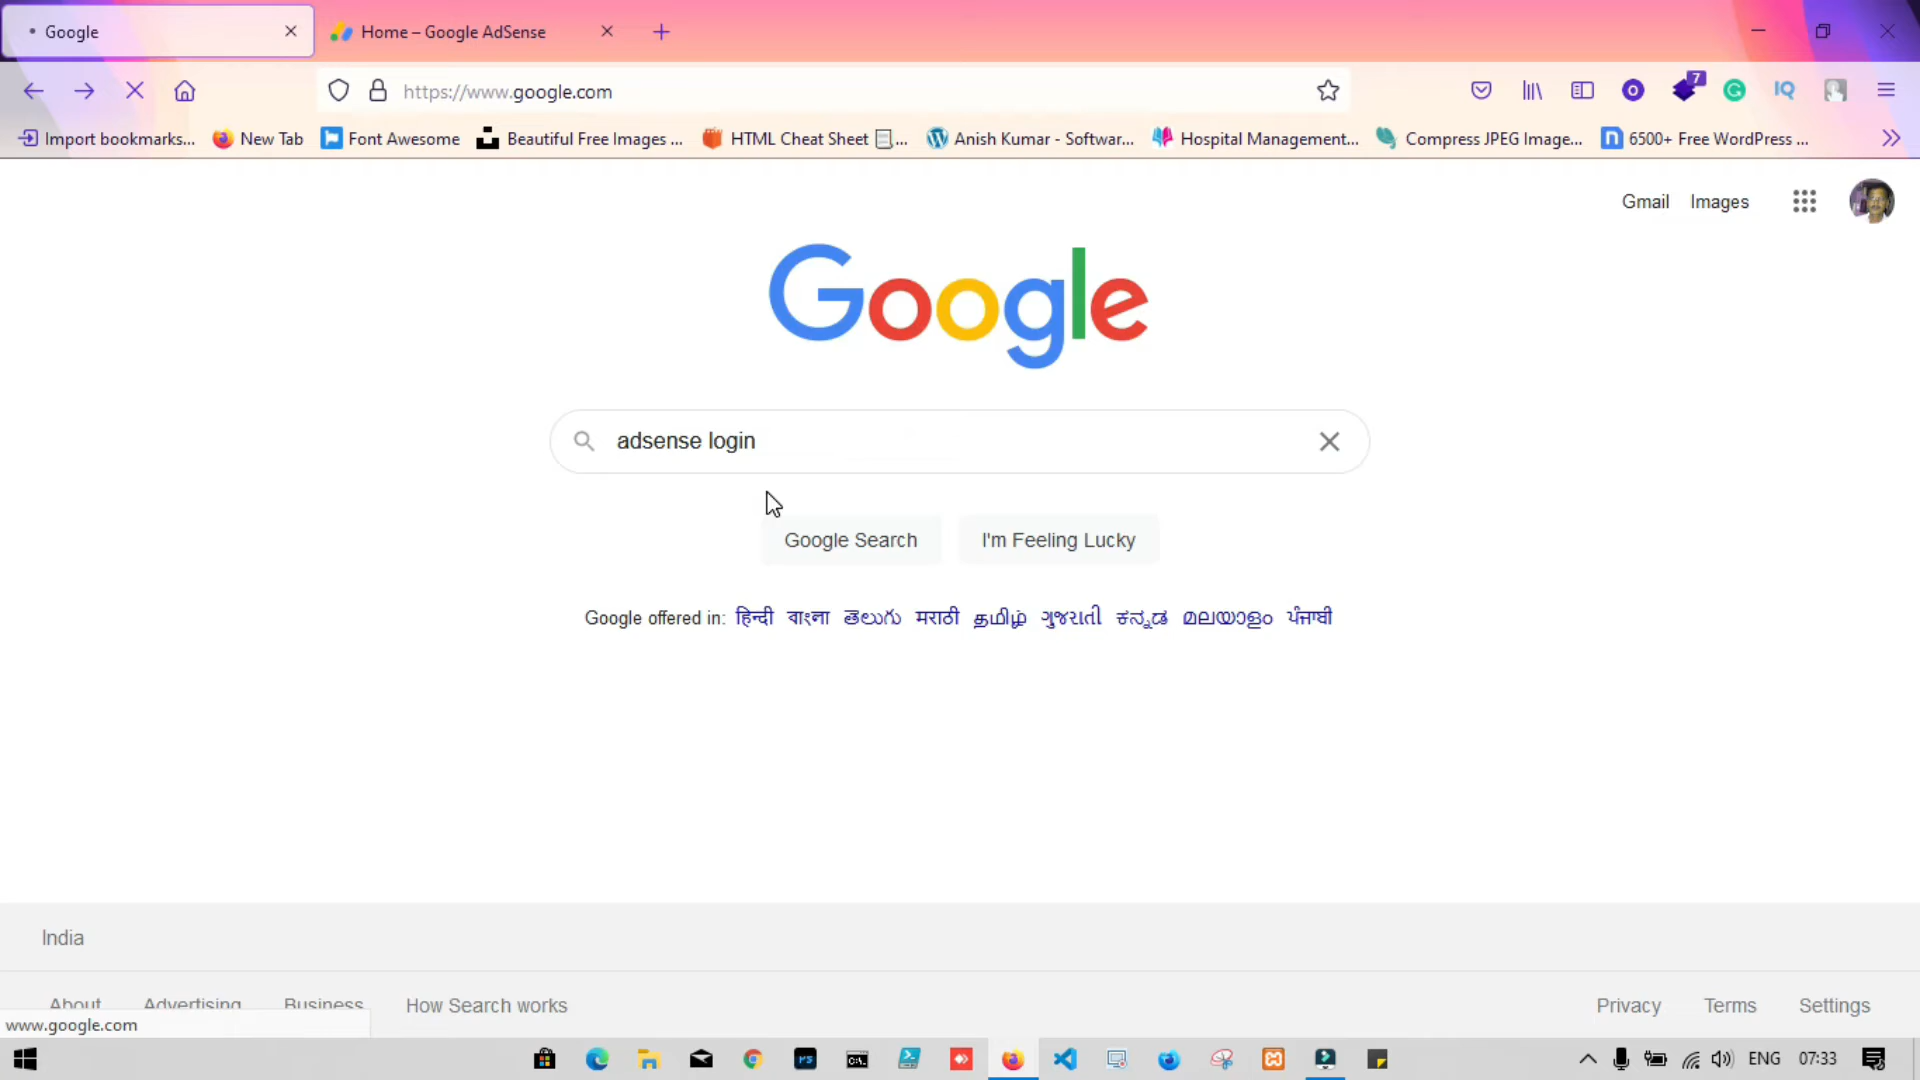 Google
Home – Google AdSense
https://www.google.com
7
IQ
Import bookmarks...
New Tab
Font Awesome
Beautiful Free Images ...
HTML Cheat Sheet ...
Anish Kumar - Softwar...
Hospital Management...
Compress JPEG Image...
6500+ Free WordPress ...
Gmail
Images
Google
adsense login
Google Search
I'm Feeling Lucky
Google offered in: हिन्दी বাংলা తెలుగు मराठी தமிழ் ગુજરાતી ಕನ್ನಡ മലയാളം ਪੰਜਾਬੀ
India
About
Advertising
Business
How Search works
Privacy
Terms
Settings
www.google.com
ENG
07:33